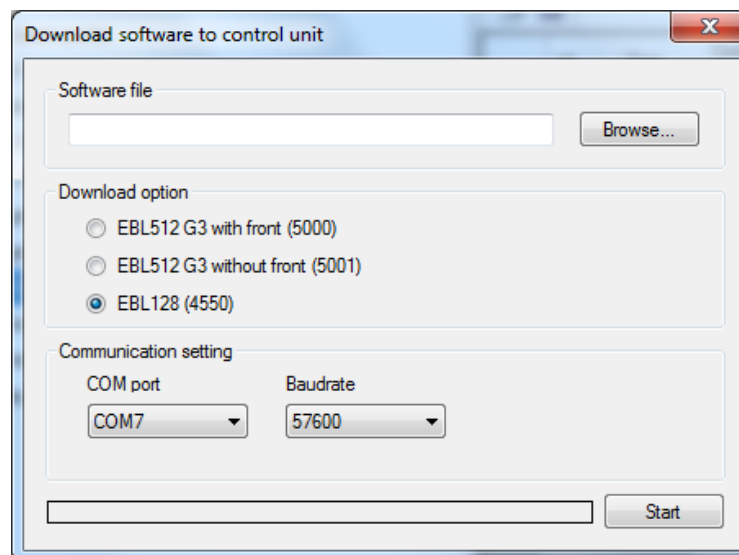 Download software to control unit
Software file
Browse...
Download option
EBL512 G3 with front (5000)
EBL512 G3 without front (5001)
EBL128 (4550)
Communication setting
COM port Baudrate
COM7 57600
Start